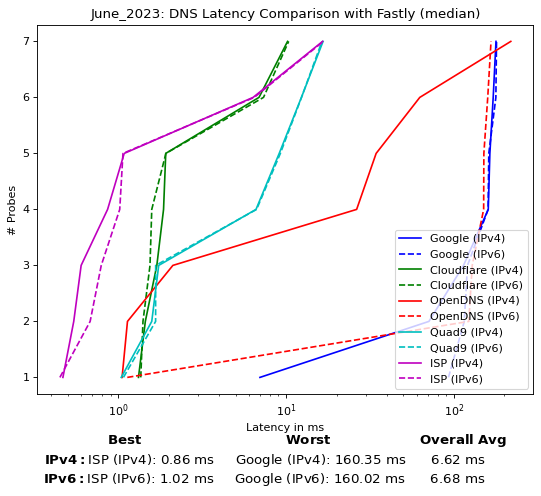 June_2023: DNS Latency Comparison with Fastly (median)
7
6
5
4
3
2
1
# Probes
Google (IPv4)
Google (IPv6)
Cloudflare (IPv4)
Cloudflare (IPv6)
OpenDNS (IPv4)
OpenDNS (IPv6)
Quad9 (IPv4)
Quad9 (IPv6)
ISP (IPv4)
ISP (IPv6)
10⁰ 10¹ 10²
Latency in ms
Best Worst Overall Avg
IPv4: ISP (IPv4): 0.86 ms Google (IPv4): 160.35 ms 6.62 ms
IPv6: ISP (IPv6): 1.02 ms Google (IPv6): 160.02 ms 6.68 ms